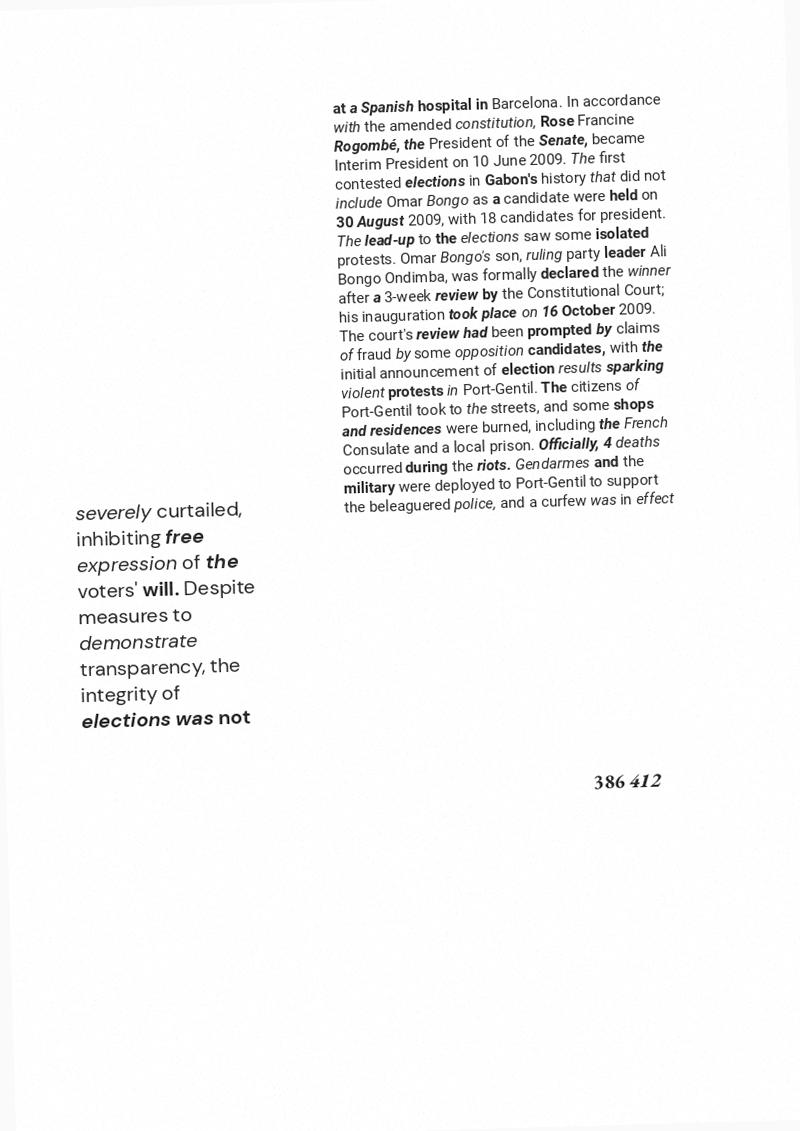 at a Spanish hospital in Barcelona. In accordance
with the amended constitution, Rose Francine
Rogombé, the President of the Senate, became
Interim President on 10 June 2009. The first
contested elections in Gabon's history that did not
include Omar Bongo as a candidate were held on
30 August 2009, with 18 candidates for president.
The lead-up to the elections saw some isolated
protests. Omar Bongo's son, ruling party leader Ali
Bongo Ondimba, was formally declared the winner
after a 3-week review by the Constitutional Court;
his inauguration took place on 16 October 2009.
The court's review had been prompted by claims
of fraud by some opposition candidates, with the
initial announcement of election results sparking
violent protests in Port-Gentil. The citizens of
Port-Gentil took to the streets, and some shops
and residences were burned, including the French
Consulate and a local prison. Officially, 4 deaths
occurred during the riots. Gendarmes and the
military were deployed to Port-Gentil to support
the beleaguered police, and a curfew was in effect
severely curtailed,
inhibiting free
expression of the
voters' will. Despite
measures to
demonstrate
transparency, the
integrity of
elections was not
386 412